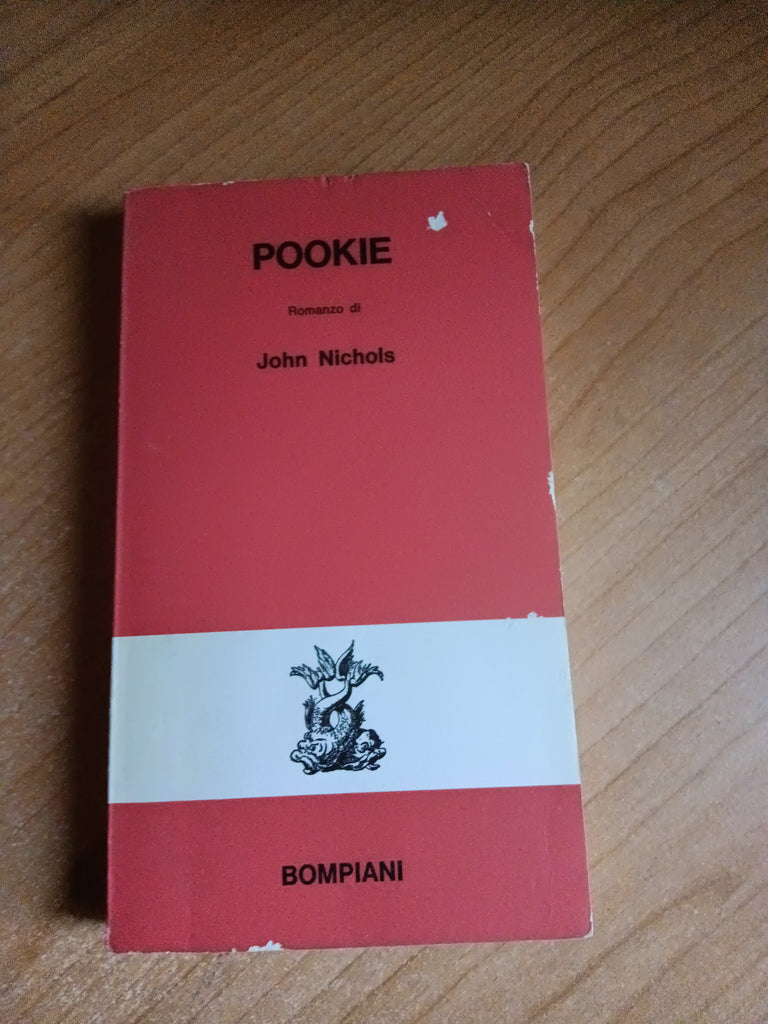 POOKIE
Romanzo di
John Nichols
BOMPIANI